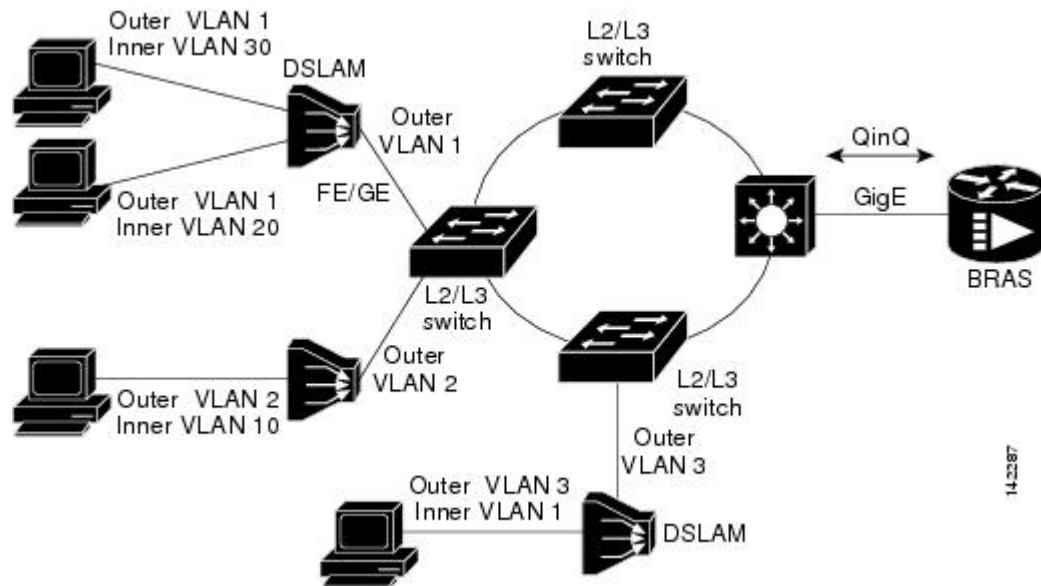 Outer VLAN 1
Inner VLAN 30
DSLAM
Outer
VLAN 1
FE/GE
Outer VLAN 1
Inner VLAN 20
L2/L3
switch
L2/L3
switch
QinQ
GigE
BRAS
Outer VLAN 2
Inner VLAN 10
Outer
VLAN 2
L2/L3
switch
Outer
VLAN 3
Outer VLAN 3
Inner VLAN 1
DSLAM
142287